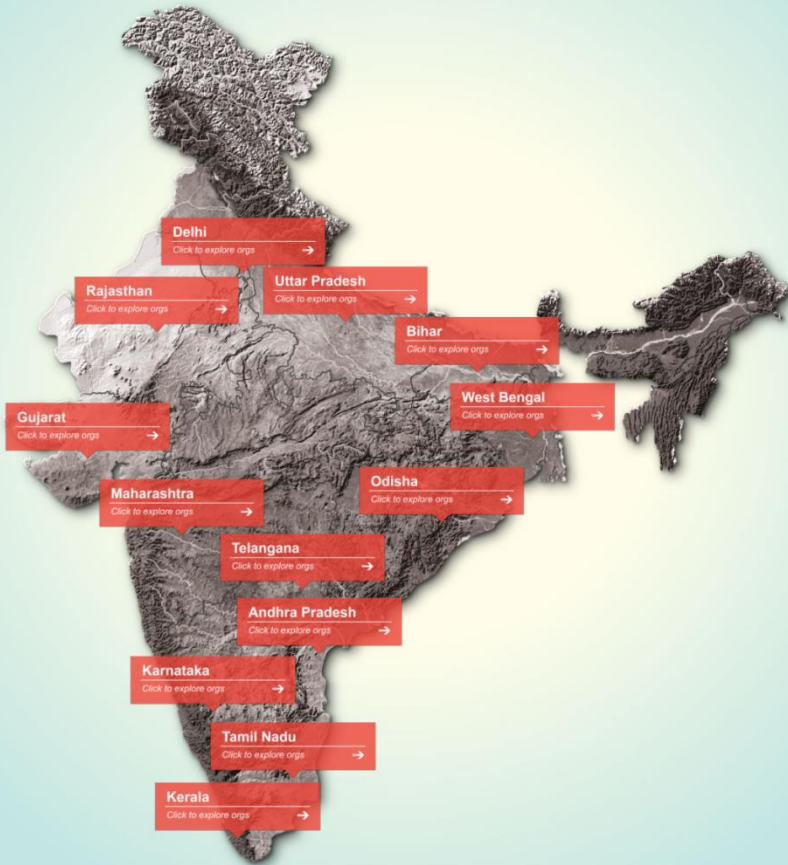 Delhi
Click to explore orgs
Uttar Pradesh
Click to explore orgs
Rajasthan
Click to explore orgs
Bihar
Click to explore orgs
West Bengal
Click to explore orgs
Gujarat
Click to explore orgs
Odisha
Click to explore orgs
Maharashtra
Click to explore orgs
Telangana
Click to explore orgs
Andhra Pradesh
Click to explore orgs
Karnataka
Click to explore orgs
Tamil Nadu
Click to explore orgs
Kerala
Click to explore orgs